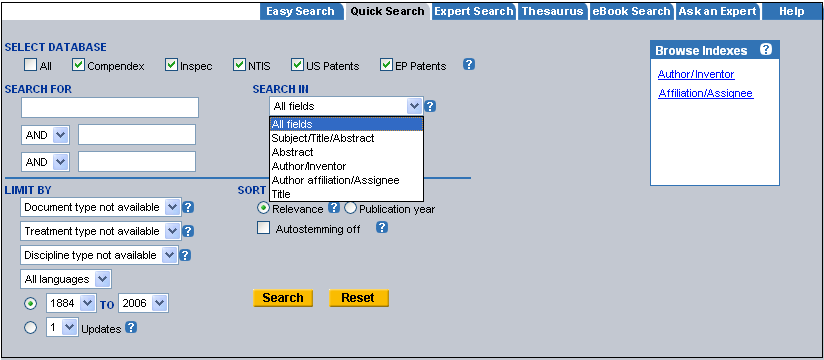 Easy Search Quick Search Expert Search Thesaurus eBook Search Ask an Expert Help
SELECT DATABASE
All Compendex Inspec NTIS US Patents EP Patents ?
SEARCH FOR
SEARCH IN
All fields ?
All fields
Subject/Title/Abstract
Abstract
Author/Inventor
Author affiliation/Assignee
Title
AND
AND
LIMIT BY
Document type not available ?
Treatment type not available ?
Discipline type not available ?
All languages
1884 TO 2006
1 Updates ?
SORT
Relevance ? Publication year
Autostemming off ?
Search Reset
Browse Indexes ?
Author/Inventor
Affiliation/Assignee